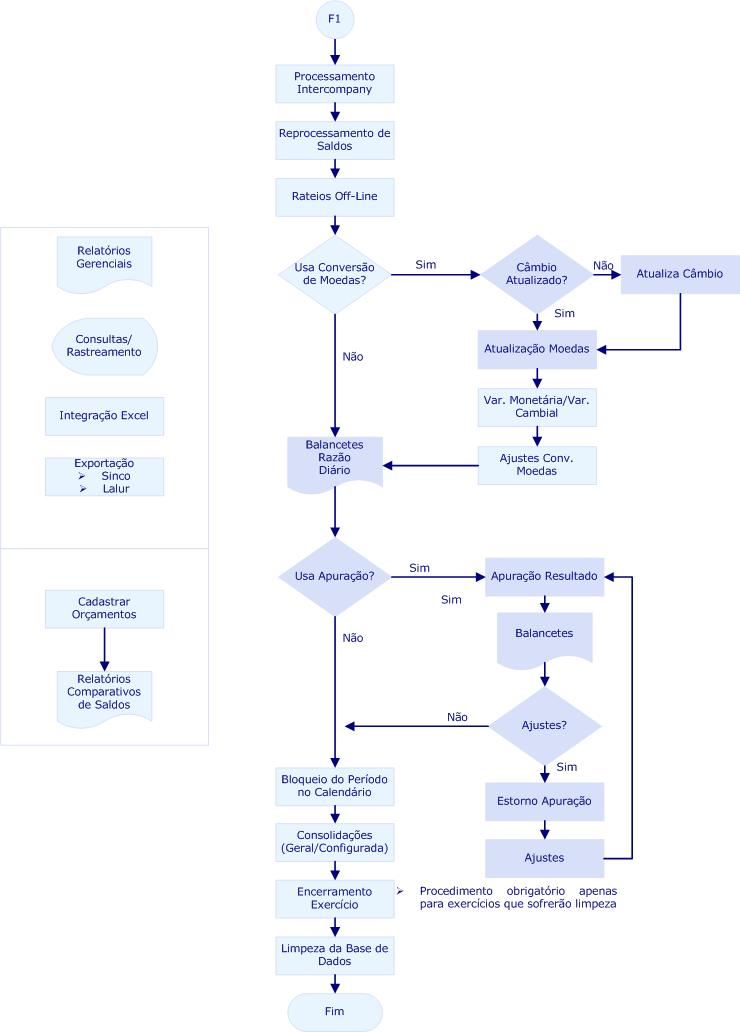 F1
Processamento
Intercompany
Reprocessamento de
Saldos
Rateios Off-Line
Usa Conversão
de Moedas?
Sim
Câmbio
Atualizado?
Não
Atualiza Câmbio
Sim
Atualização Moedas
Não
Var. Monetária/Var.
Cambial
Ajustes Conv.
Moedas
Balancetes
Razão
Diário
Usa Apuração?
Sim
Apuração Resultado
Sim
Não
Balancetes
Ajustes?
Não
Sim
Estorno Apuração
Ajustes
Bloqueio do Período
no Calendário
Consolidações
(Geral/Configurada)
Encerramento
Exercício
➢ Procedimento obrigatório apenas
para exercícios que sofrerão limpeza
Limpeza da Base de
Dados
Fim
Relatórios
Gerenciais
Consultas/
Rastreamento
Integração Excel
Exportação
➢ Sinco
➢ Lalur
Cadastrar
Orçamentos
Relatórios
Comparativos
de Saldos